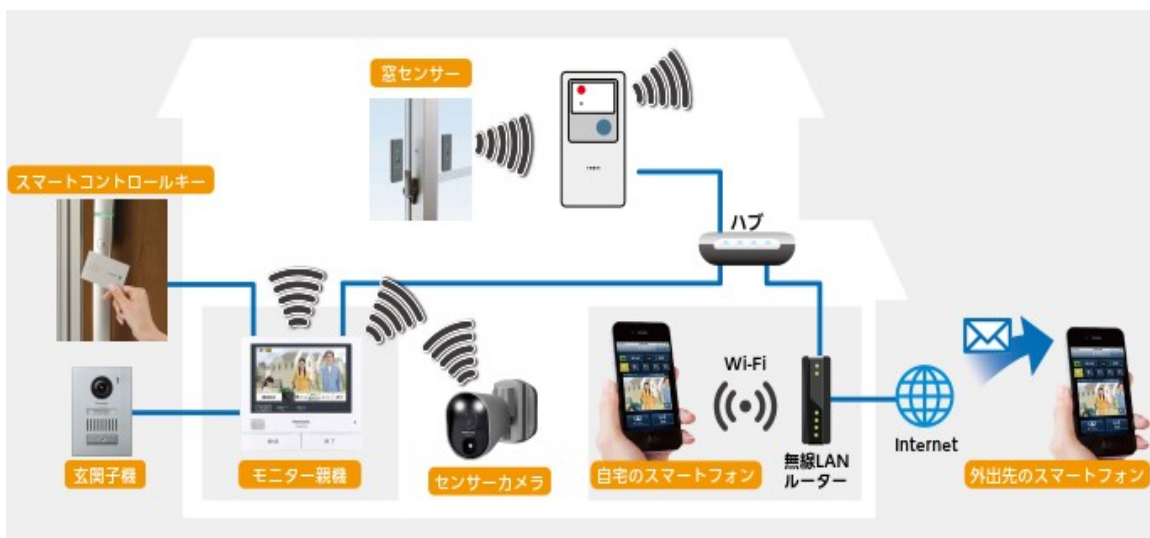 窓センサー
スマートコントロールキー
ハブ
Wi-Fi
Internet
玄関子機
モニター親機
センサーカメラ
自宅のスマートフォン
無線LAN
ルーター
外出先のスマートフォン